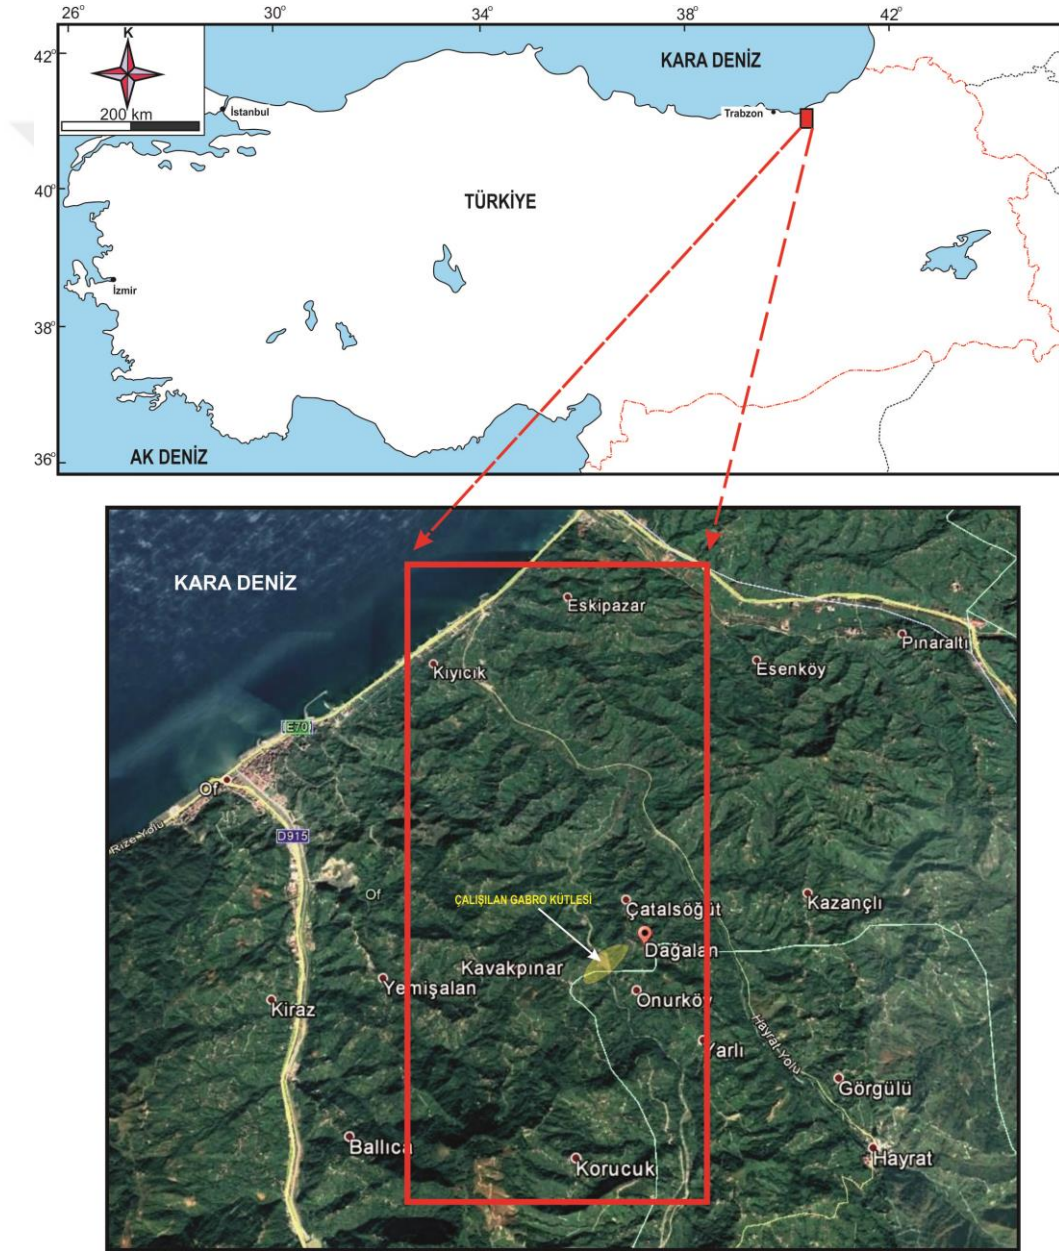 26°
30°
34°
38°
42°
42°
40°
38°
36°
K
200 km
İstanbul
KARA DENİZ
Trabzon
TÜRKİYE
İzmir
AK DENİZ
KARA DENİZ
Eskipazar
Pınaraltı
Kıyıcık
Esenköy
E70
Of
Rize-Yolu
D915
Of
ÇALIŞILAN GABRO KÜTLESİ
Çatalsöğüt
Kazançlı
Dağalan
Kavakpınar
Yemişalan
Onurköy
Kiraz
Yarlı
Hayrat-Yolu
Görgülü
Ballıca
Korucuk
Hayrat